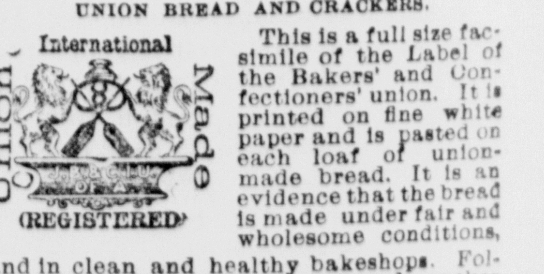 UNION BREAD AND CRACKERS.
International
Union
Made
(REGISTERED)
This is a full size fac-
simile of the Label of
the Bakers' and Con-
fectioners' union. It is
printed on fine white
paper and is pasted on
each loaf of union-
made bread. It is an
evidence that the bread
is made under fair and
wholesome conditions,
nd in clean and healthy bakeshops. Fol-